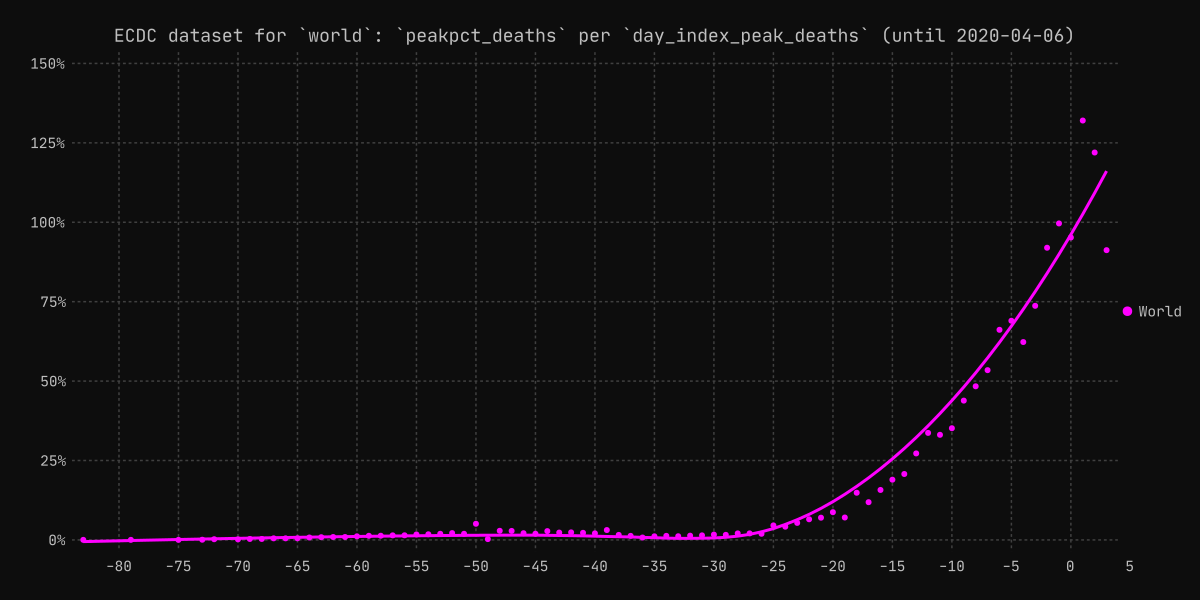 ECDC dataset for `world`: `peakpct_deaths` per `day_index_peak_deaths` (until 2020-04-06)
150%
125%
100%
75%
50%
25%
0%
World
-80 -75 -70 -65 -60 -55 -50 -45 -40 -35 -30 -25 -20 -15 -10 -5 0 5